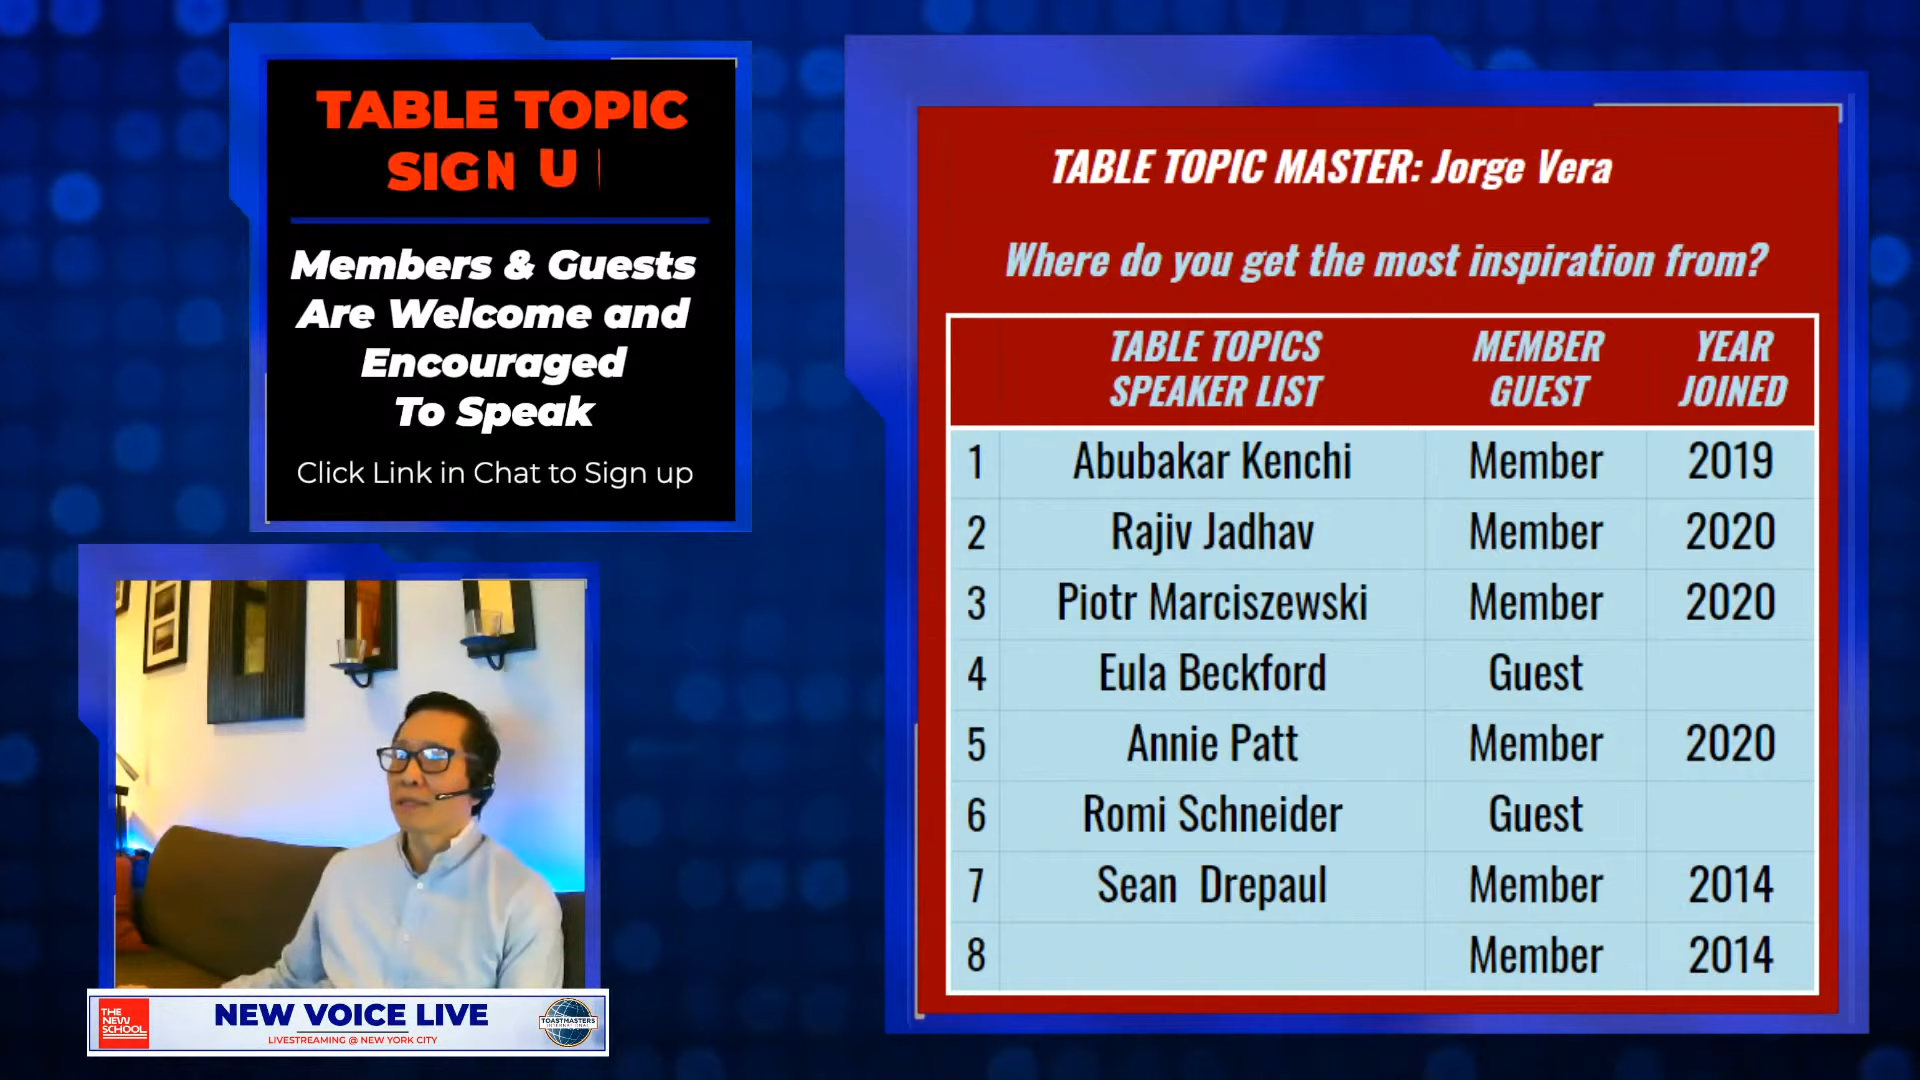 TABLE TOPIC
SIGN U
Members & Guests
Are Welcome and
Encouraged
To Speak
Click Link in Chat to Sign up
THE
NEW
SCHOOL
NEW VOICE LIVE
LIVESTREAMING @ NEW YORK CITY
TOASTMASTERS
INTERNATIONAL
TABLE TOPIC MASTER: Jorge Vera
Where do you get the most inspiration from?
TABLE TOPICS SPEAKER LIST MEMBER GUEST YEAR JOINED
1 Abubakar Kenchi Member 2019
2 Rajiv Jadhav Member 2020
3 Piotr Marciszewski Member 2020
4 Eula Beckford Guest
5 Annie Patt Member 2020
6 Romi Schneider Guest
7 Sean Drepaul Member 2014
8 Member 2014